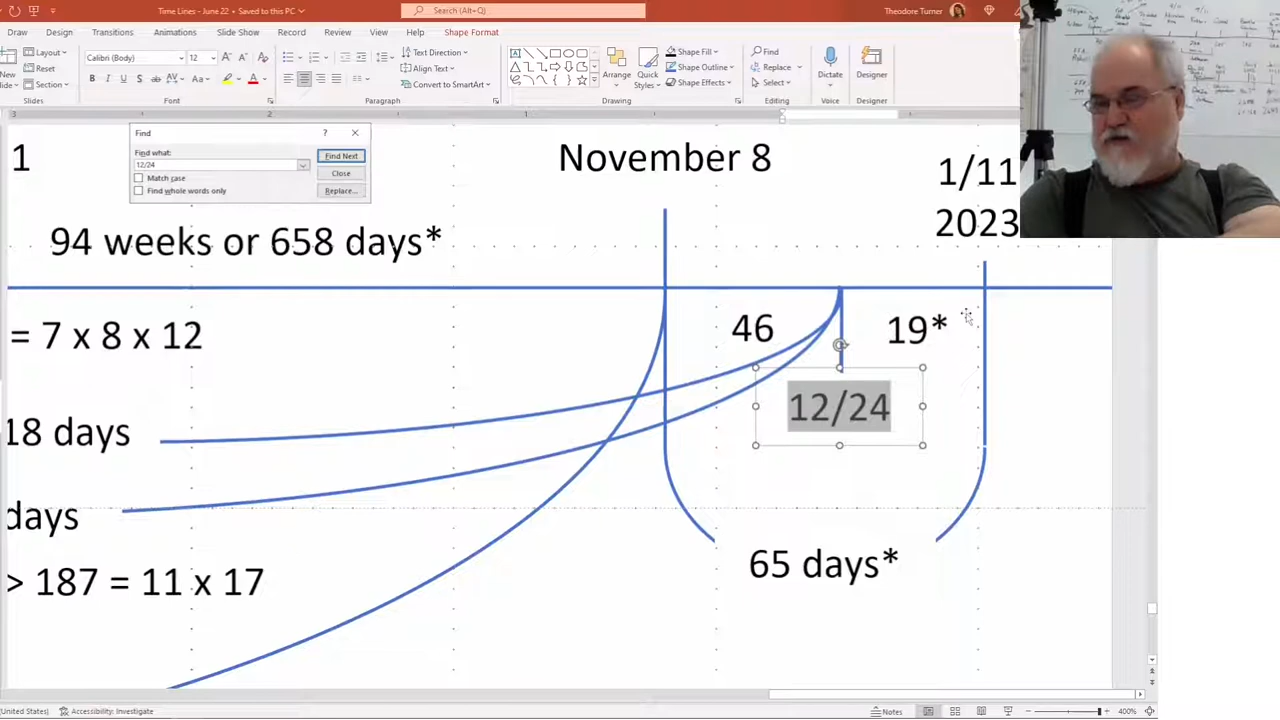 Time Lines - June 22 • Saved to this PC
Search (Alt+Q)
Theodore Turner
Draw Design Transitions Animations Slide Show Record Review View Help Shape Format
Layout
Reset
Section
Slides
Calibri (Body) 12
Font
Text Direction
Align Text
Convert to SmartArt
Paragraph
Arrange
Quick
Styles
Shape Fill
Shape Outline
Shape Effects
Drawing
Find
Replace
Select
Editing
Dictate
Voice
Designer
Designer
3 2 1
Find ?
Find what:
12/24
Match case
Find whole words only
Find Next
Close
Replace...
1
November 8
1/11
2023
94 weeks or 658 days*
= 7 x 8 x 12
46
19*
12/24
18 days
days
65 days*
> 187 = 11 x 17
(United States)
Accessibility: Investigate
Notes
400%